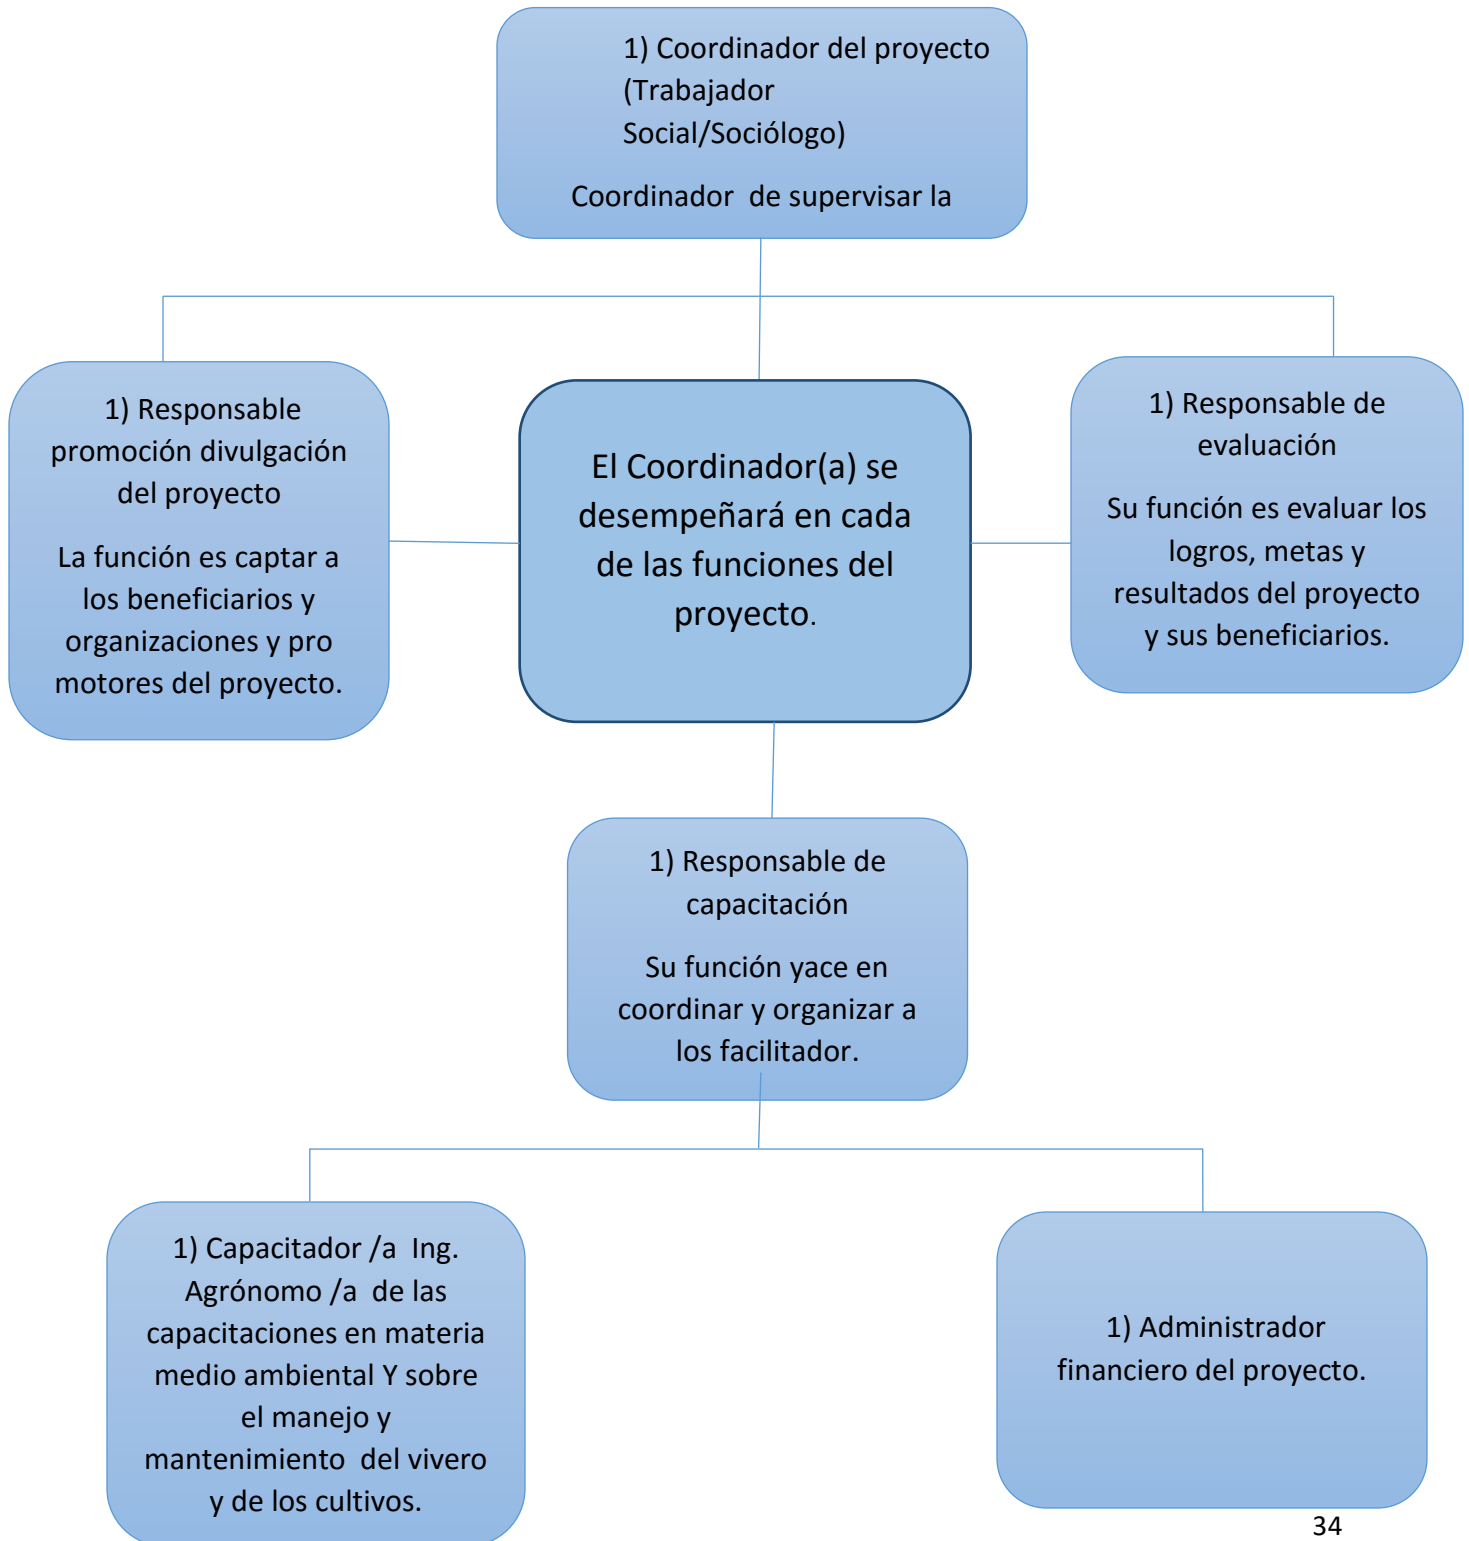 1) Coordinador del proyecto
(Trabajador
Social/Sociólogo)
Coordinador  de supervisar la
1) Responsable
promoción divulgación
del proyecto
La función es captar a
los beneficiarios y
organizaciones y pro
motores del proyecto.
El Coordinador(a) se
desempeñará en cada
de las funciones del
proyecto.
1) Responsable de
evaluación
Su función es evaluar los
logros, metas y
resultados del proyecto
y sus beneficiarios.
1) Responsable de
capacitación
Su función yace en
coordinar y organizar a
los facilitador.
1) Capacitador /a  Ing.
Agrónomo /a  de las
capacitaciones en materia
medio ambiental Y sobre
el manejo y
mantenimiento  del vivero
y de los cultivos.
1) Administrador
financiero del proyecto.
34